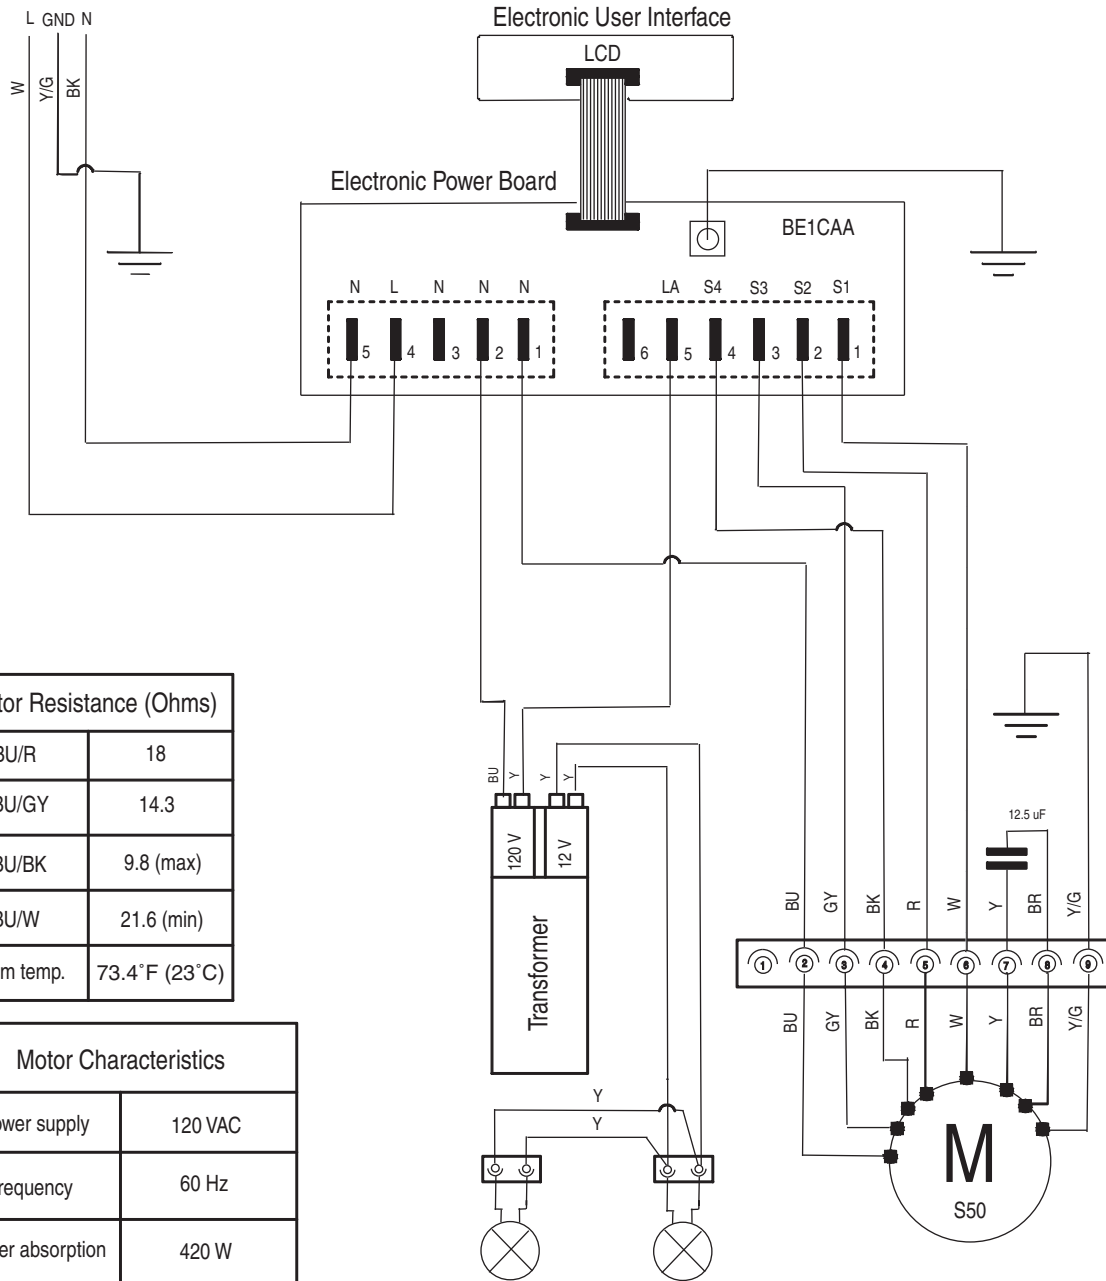 L GND N
W
Y/G
BK
Electronic User Interface
LCD
Electronic Power Board
BE1CAA
N L N N N
5 4 3 2 1
LA S4 S3 S2 S1
6 5 4 3 2 1
tor Resistance (Ohms)
BU/R 18
BU/GY 14.3
BU/BK 9.8 (max)
BU/W 21.6 (min)
m temp. 73.4°F (23°C)
Motor Characteristics
ower supply 120 VAC
requency 60 Hz
er absorption 420 W
BU Y Y Y
120 V 12 V
Transformer
Y
Y
12.5 uF
BU GY BK R W Y BR Y/G
1 2 3 4 5 6 7 8 9
BU GY BK R W Y BR Y/G
M
S50